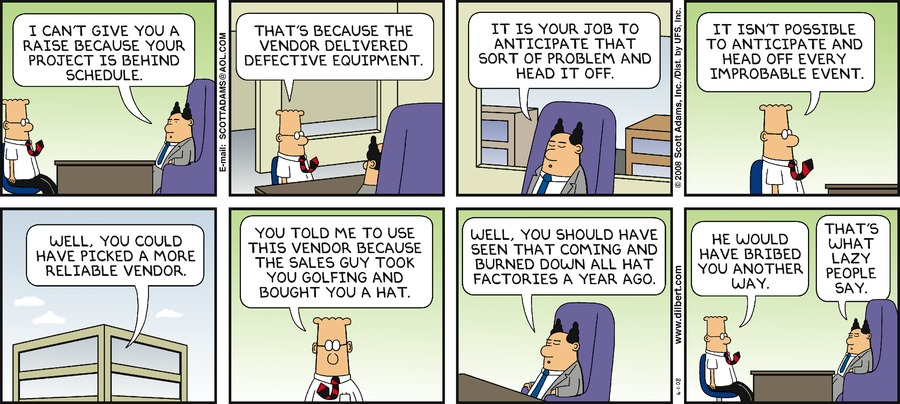 I CAN'T GIVE YOU A
RAISE BECAUSE YOUR
PROJECT IS BEHIND
SCHEDULE.
E-mail: SCOTTADAMS@AOL.COM
THAT'S BECAUSE THE
VENDOR DELIVERED
DEFECTIVE EQUIPMENT.
IT IS YOUR JOB TO
ANTICIPATE THAT
SORT OF PROBLEM AND
HEAD IT OFF.
© 2008 Scott Adams, Inc./Dist. by UFS, Inc.
IT ISN'T POSSIBLE
TO ANTICIPATE AND
HEAD OFF EVERY
IMPROBABLE EVENT.
WELL, YOU COULD
HAVE PICKED A MORE
RELIABLE VENDOR.
YOU TOLD ME TO USE
THIS VENDOR BECAUSE
THE SALES GUY TOOK
YOU GOLFING AND
BOUGHT YOU A HAT.
WELL, YOU SHOULD HAVE
SEEN THAT COMING AND
BURNED DOWN ALL HAT
FACTORIES A YEAR AGO.
www.dilbert.com
6-1-08
HE WOULD
HAVE BRIBED
YOU ANOTHER
WAY.
THAT'S
WHAT
LAZY
PEOPLE
SAY.